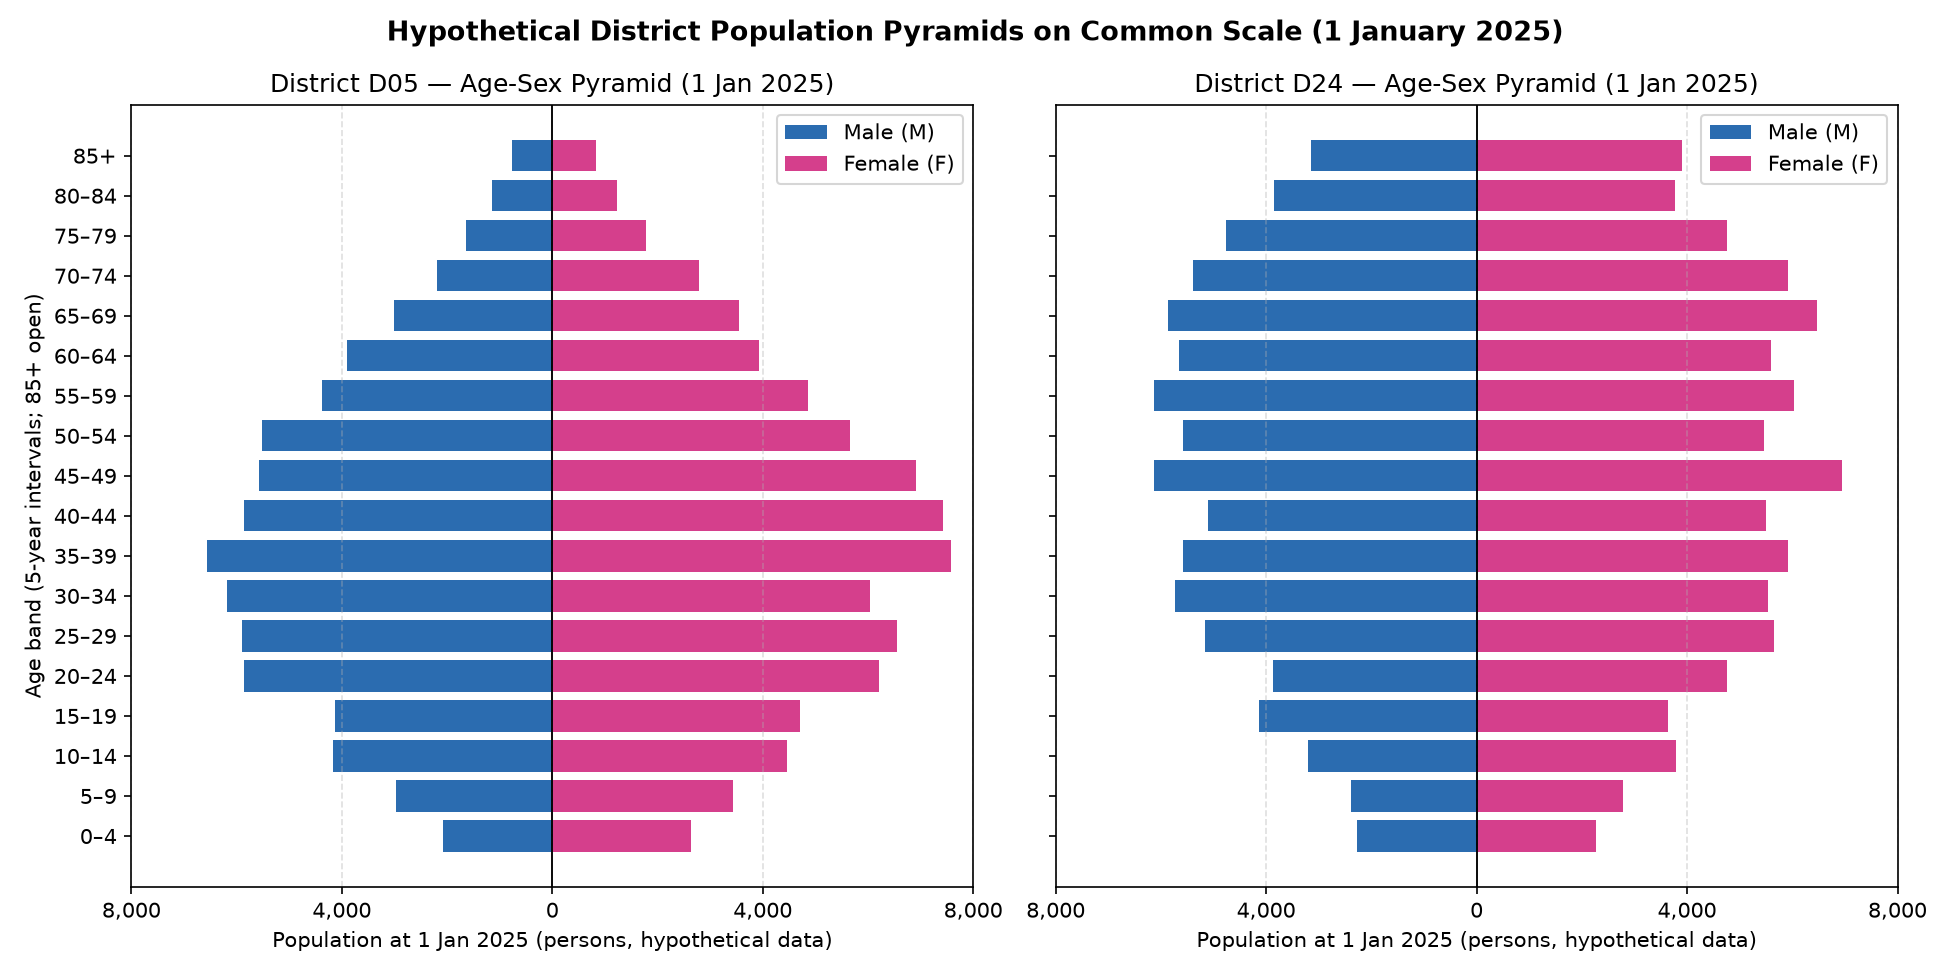 Hypothetical District Population Pyramids on Common Scale (1 January 2025)
District D05 — Age-Sex Pyramid (1 Jan 2025)
Male (M)
Female (F)
Age band (5-year intervals; 85+ open)
85+
80–84
75–79
70–74
65–69
60–64
55–59
50–54
45–49
40–44
35–39
30–34
25–29
20–24
15–19
10–14
5–9
0–4
8,000 4,000 0 4,000 8,000
Population at 1 Jan 2025 (persons, hypothetical data)
District D24 — Age-Sex Pyramid (1 Jan 2025)
Male (M)
Female (F)
8,000 4,000 0 4,000 8,000
Population at 1 Jan 2025 (persons, hypothetical data)